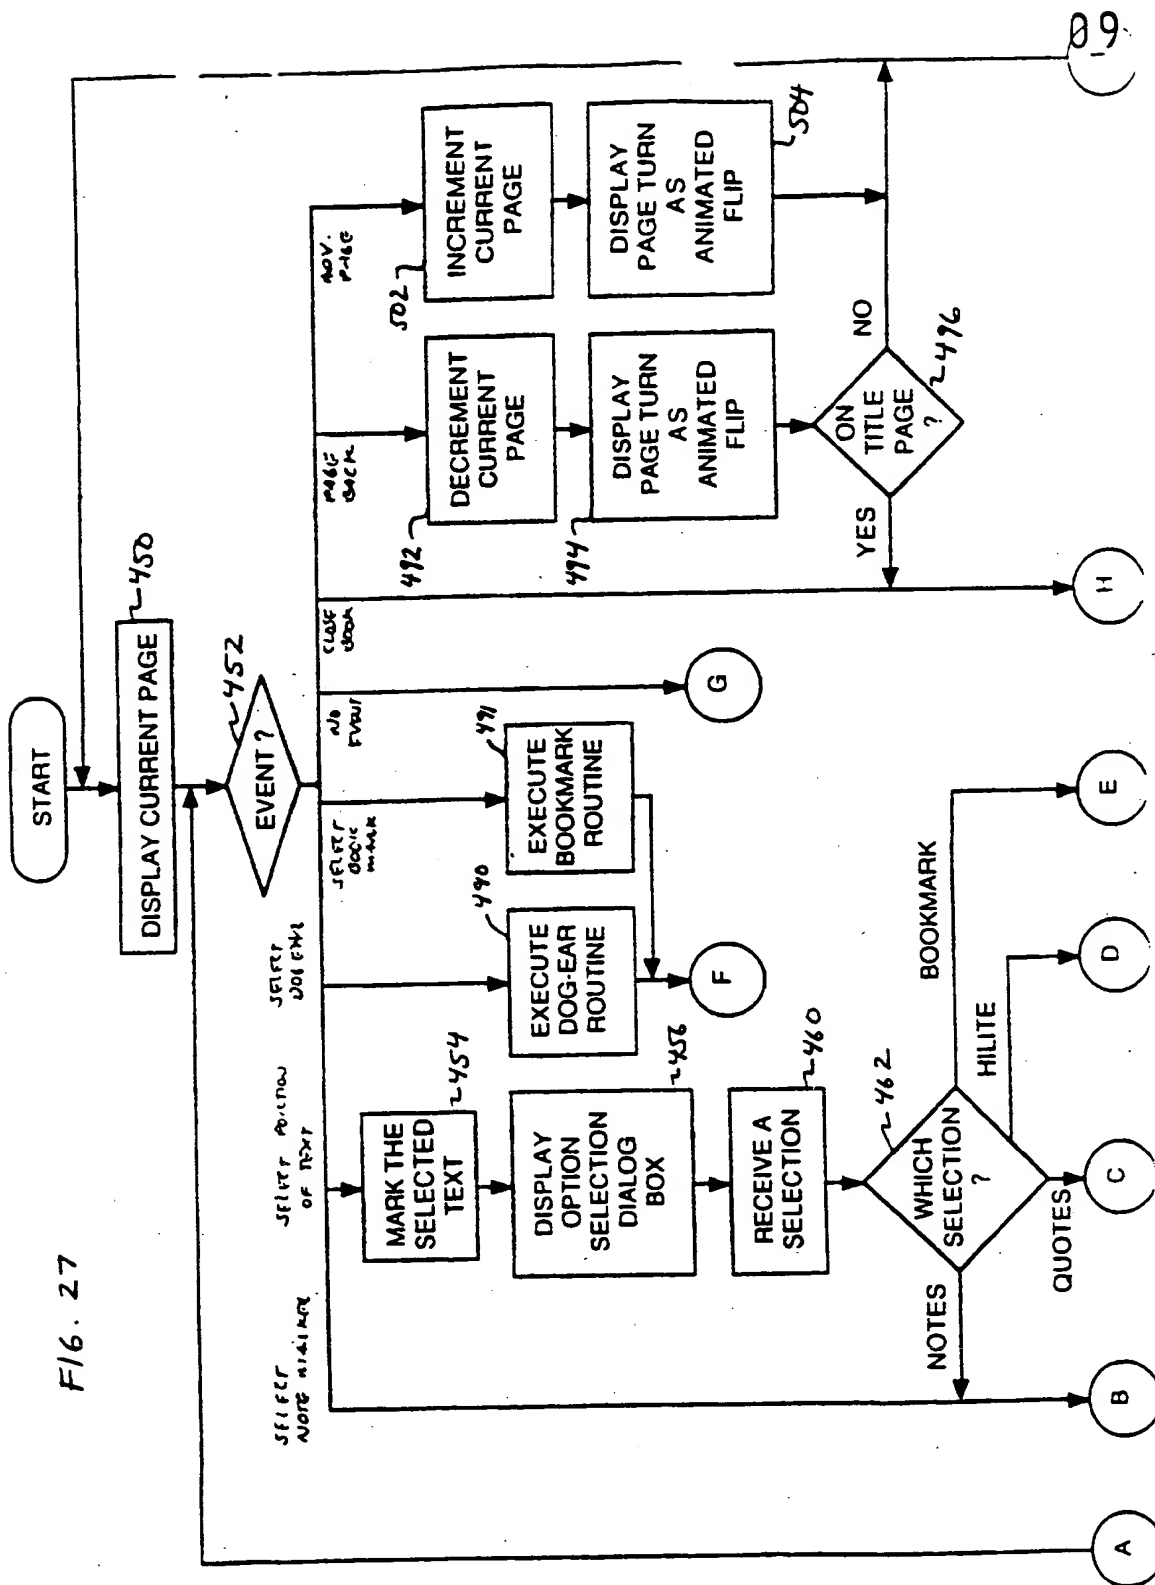 FIG. 27
START
DISPLAY CURRENT PAGE
450
EVENT?
452
SELECT
NOTE MARKER
SELECT PORTION
OF TEXT
SELECT
DOG EAR
SELECT
BOOK
MARK
NO
EVENT
CLOSE
BOOK
PAGE
BACK
ADV.
PAGE
MARK THE
SELECTED
TEXT
454
DISPLAY
OPTION
SELECTION
DIALOG
BOX
456
RECEIVE A
SELECTION
460
WHICH
SELECTION
?
462
NOTES
QUOTES
HILITE
BOOKMARK
490
EXECUTE
DOG-EAR
ROUTINE
491
EXECUTE
BOOKMARK
ROUTINE
F
G
492
DECREMENT
CURRENT
PAGE
494
DISPLAY
PAGE TURN
AS
ANIMATED
FLIP
502
INCREMENT
CURRENT
PAGE
DISPLAY
PAGE TURN
AS
ANIMATED
FLIP
504
ON
TITLE
PAGE
?
496
YES
NO
A
B
C
D
E
H
I
09